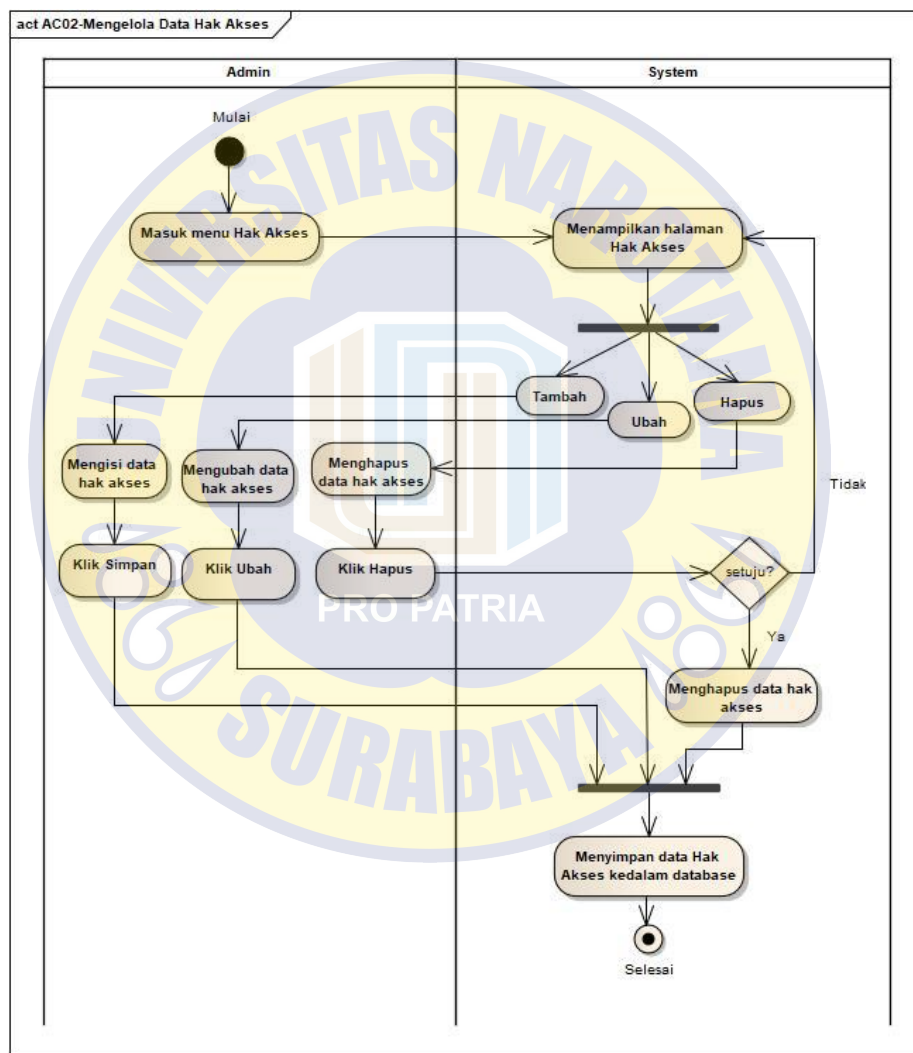 act AC02-Mengelola Data Hak Akses
Admin
System
Mulai
Masuk menu Hak Akses
Menampilkan halaman
Hak Akses
Tambah
Ubah
Hapus
Mengisi data
hak akses
Mengubah data
hak akses
Menghapus
data hak akses
Tidak
Klik Simpan
Klik Ubah
Klik Hapus
setuju?
Ya
Menghapus data hak
akses
Menyimpan data Hak
Akses kedalam database
Selesai
UNIVERSITAS NAROTAMA
PRO PATRIA
SURABAYA